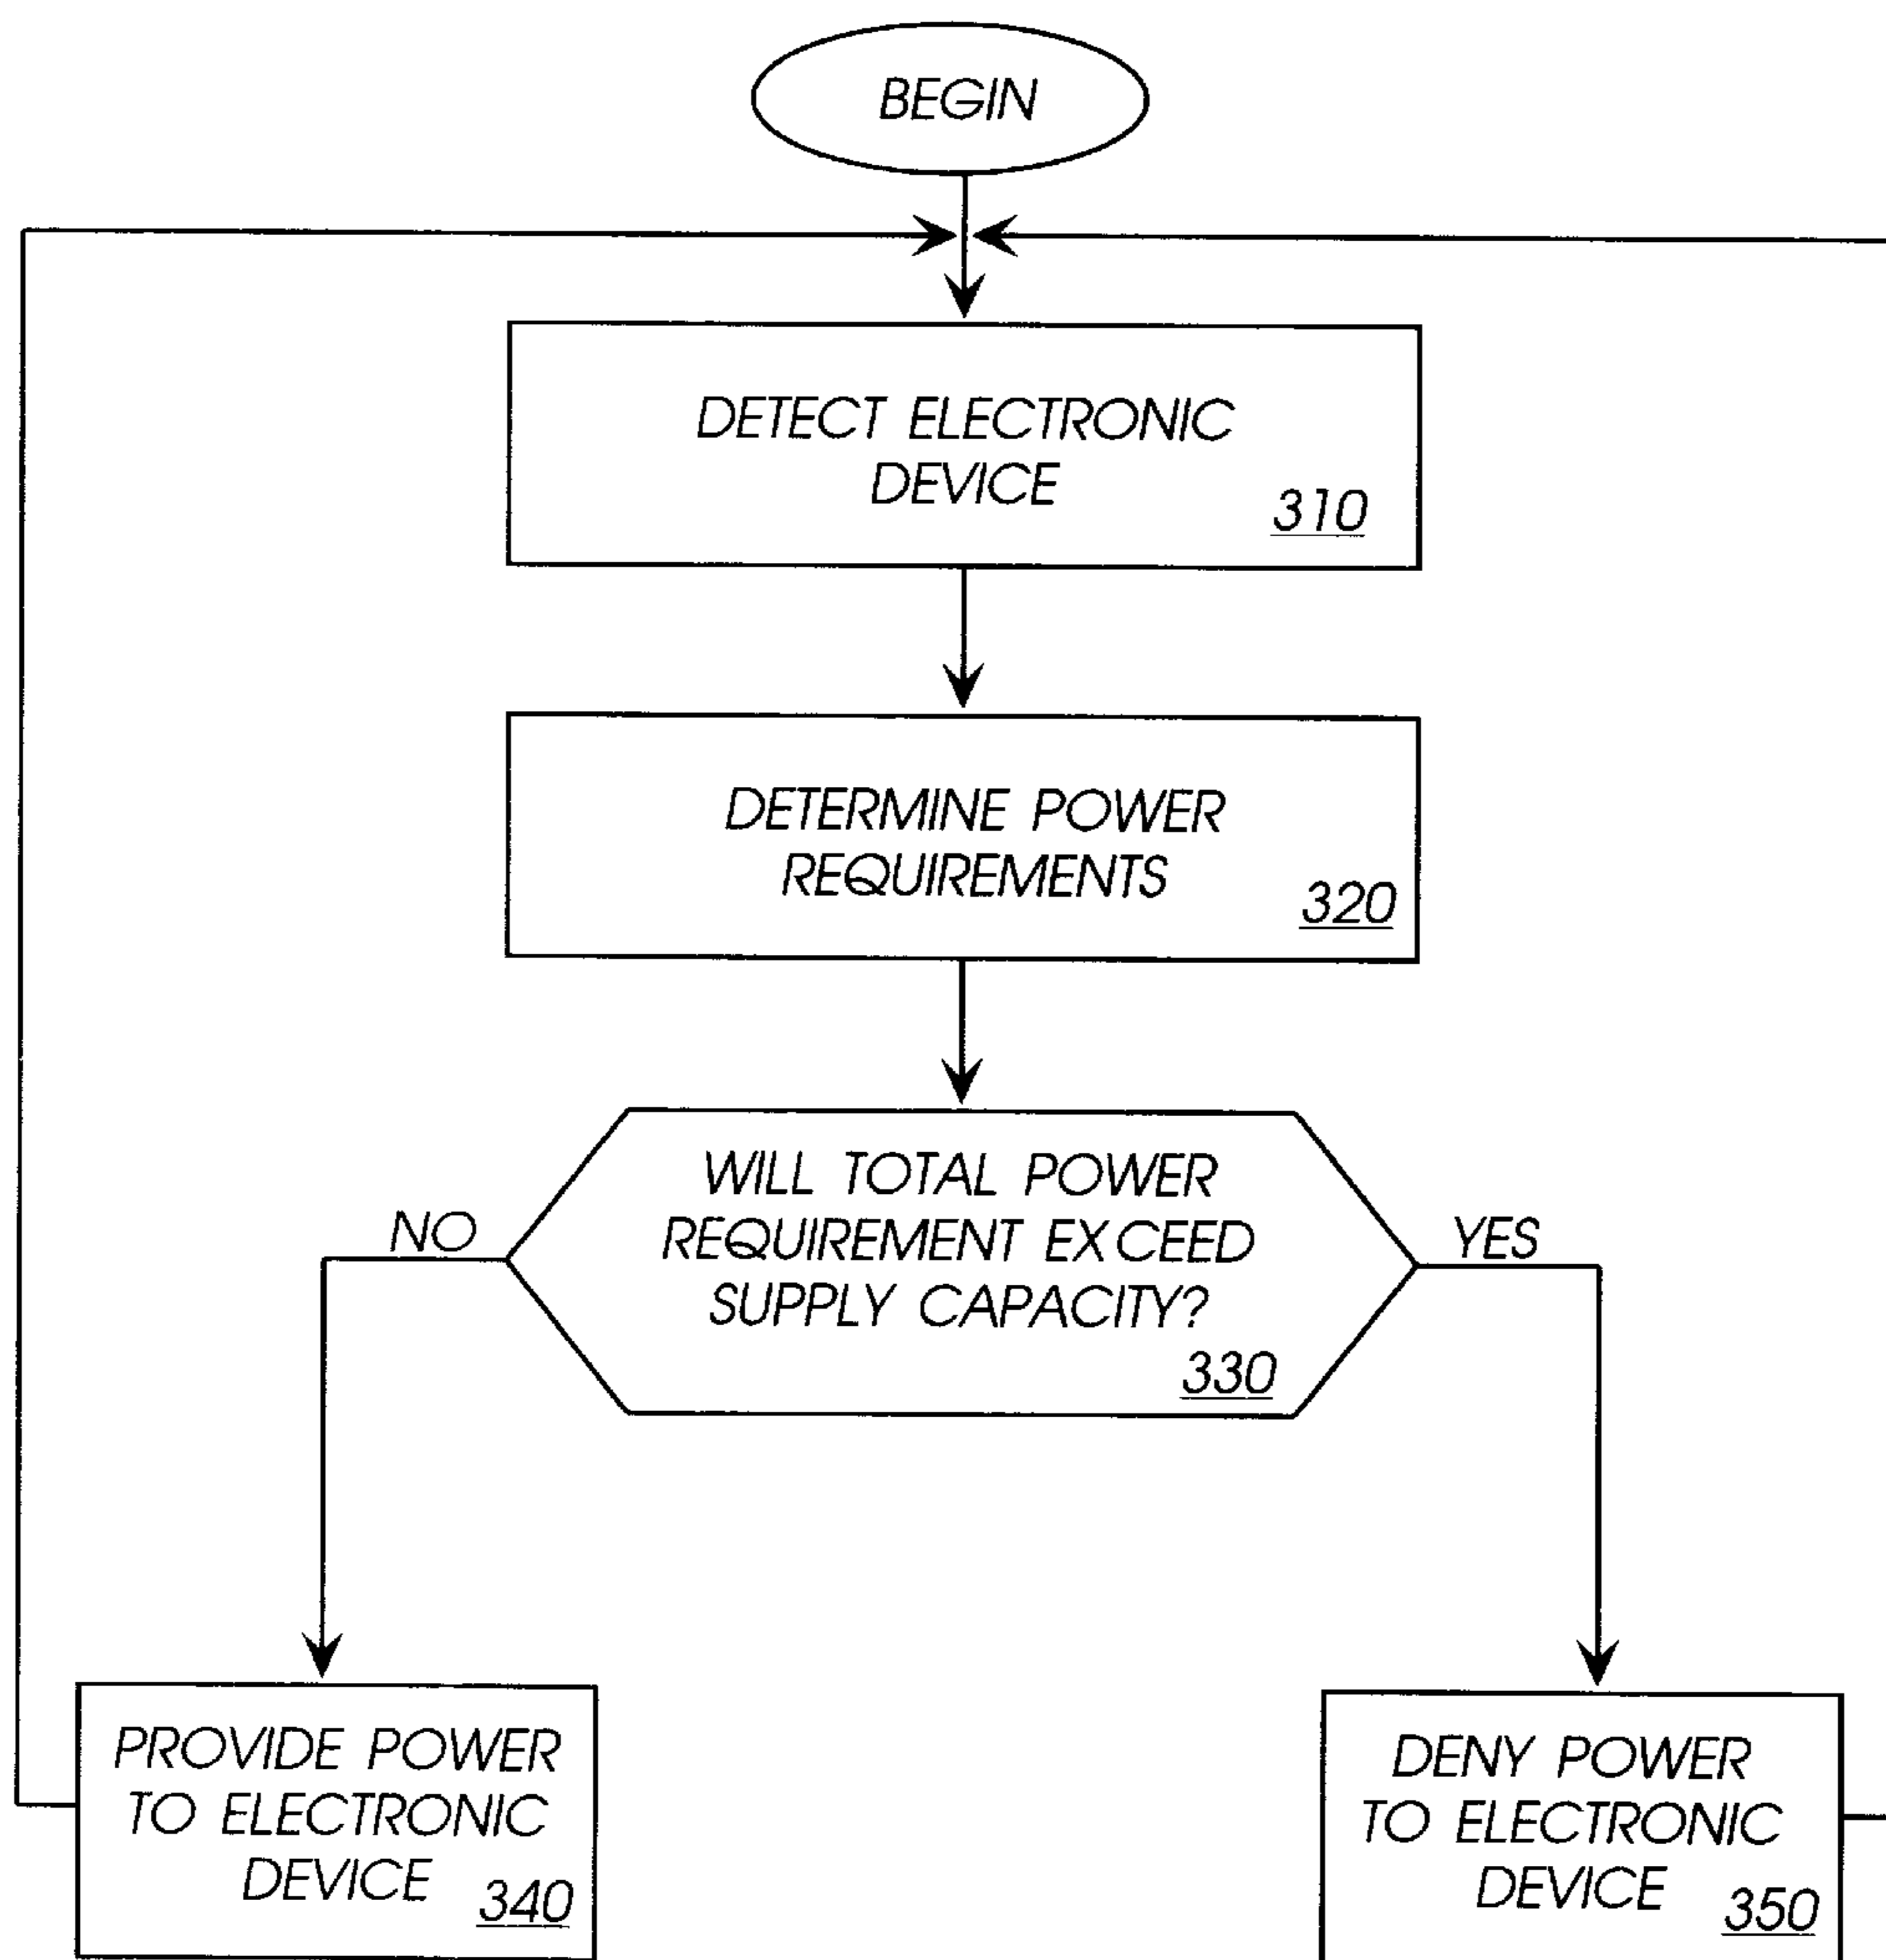 BEGIN
DETECT ELECTRONIC
DEVICE
310
DETERMINE POWER
REQUIREMENTS
320
WILL TOTAL POWER
REQUIREMENT EXCEED
SUPPLY CAPACITY?
330
NO
YES
PROVIDE POWER
TO ELECTRONIC
DEVICE
340
DENY POWER
TO ELECTRONIC
DEVICE
350